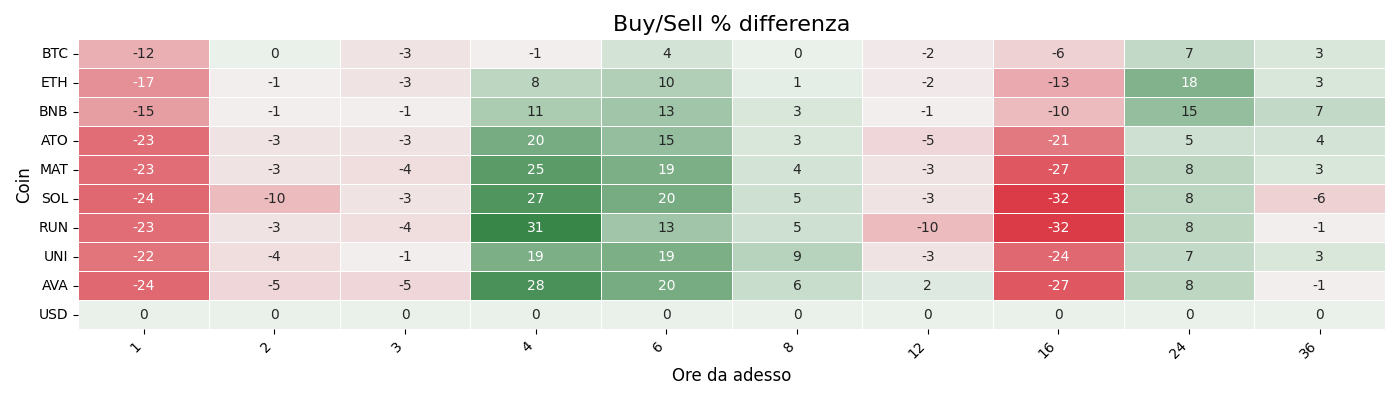 Buy/Sell % differenza
Coin
BTC -12 0 -3 -1 4 0 -2 -6 7 3
ETH -17 -1 -3 8 10 1 -2 -13 18 3
BNB -15 -1 -1 11 13 3 -1 -10 15 7
ATO -23 -3 -3 20 15 3 -5 -21 5 4
MAT -23 -3 -4 25 19 4 -3 -27 8 3
SOL -24 -10 -3 27 20 5 -3 -32 8 -6
RUN -23 -3 -4 31 13 5 -10 -32 8 -1
UNI -22 -4 -1 19 19 9 -3 -24 7 3
AVA -24 -5 -5 28 20 6 2 -27 8 -1
USD 0 0 0 0 0 0 0 0 0 0
1 2 3 4 6 8 12 16 24 36
Ore da adesso